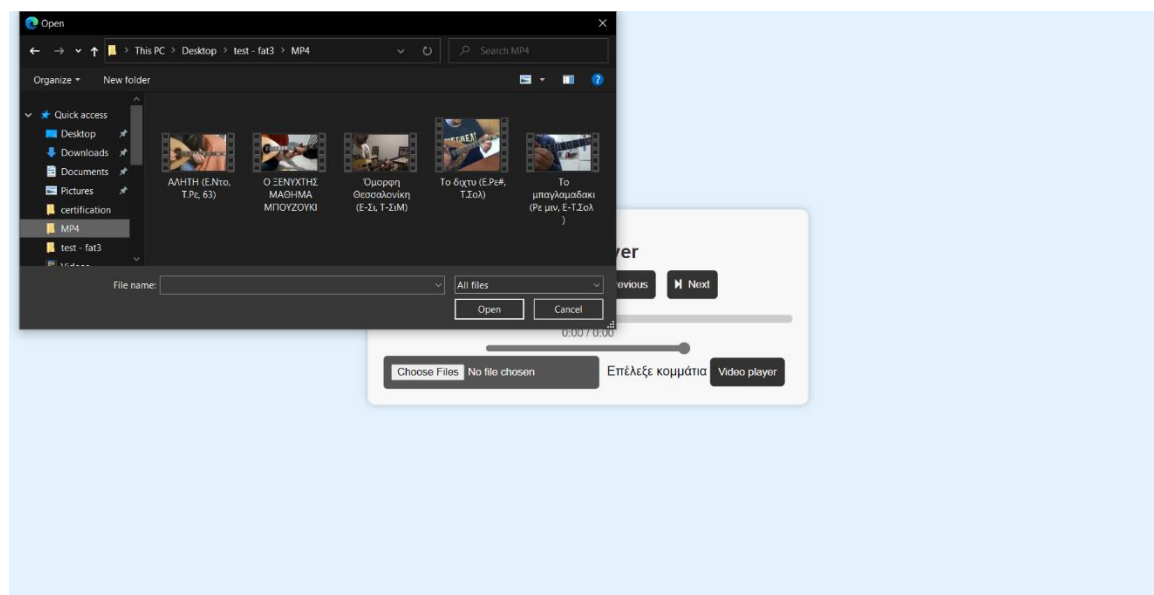 Open
This PC > Desktop > test - fat3 > MP4
Search MP4
Organize
New folder
Quick access
Desktop
Downloads
Documents
Pictures
certification
MP4
test - fat3
ΑΛΗΤΗ (Ε.Ντο,
Τ.Ρε, 63)
Ο ΞΕΝΥΧΤΗΣ
ΜΑΘΗΜΑ
ΜΠΟΥΖΟΥΚΙ
Όμορφη
Θεσσαλονίκη
(Ε-Σι, Τ-ΣιΜ)
Το διχτυ (Ε.Ρε#,
Τ.Σολ)
Το
μπαγλαμαδακι
(Ρε μιν, Ε-Τ.Σολ
)
File name:
All files
Open
Cancel
yer
evious
Next
0:00 / 0:00
Choose Files No file chosen
Επέλεξε κομμάτια
Video player